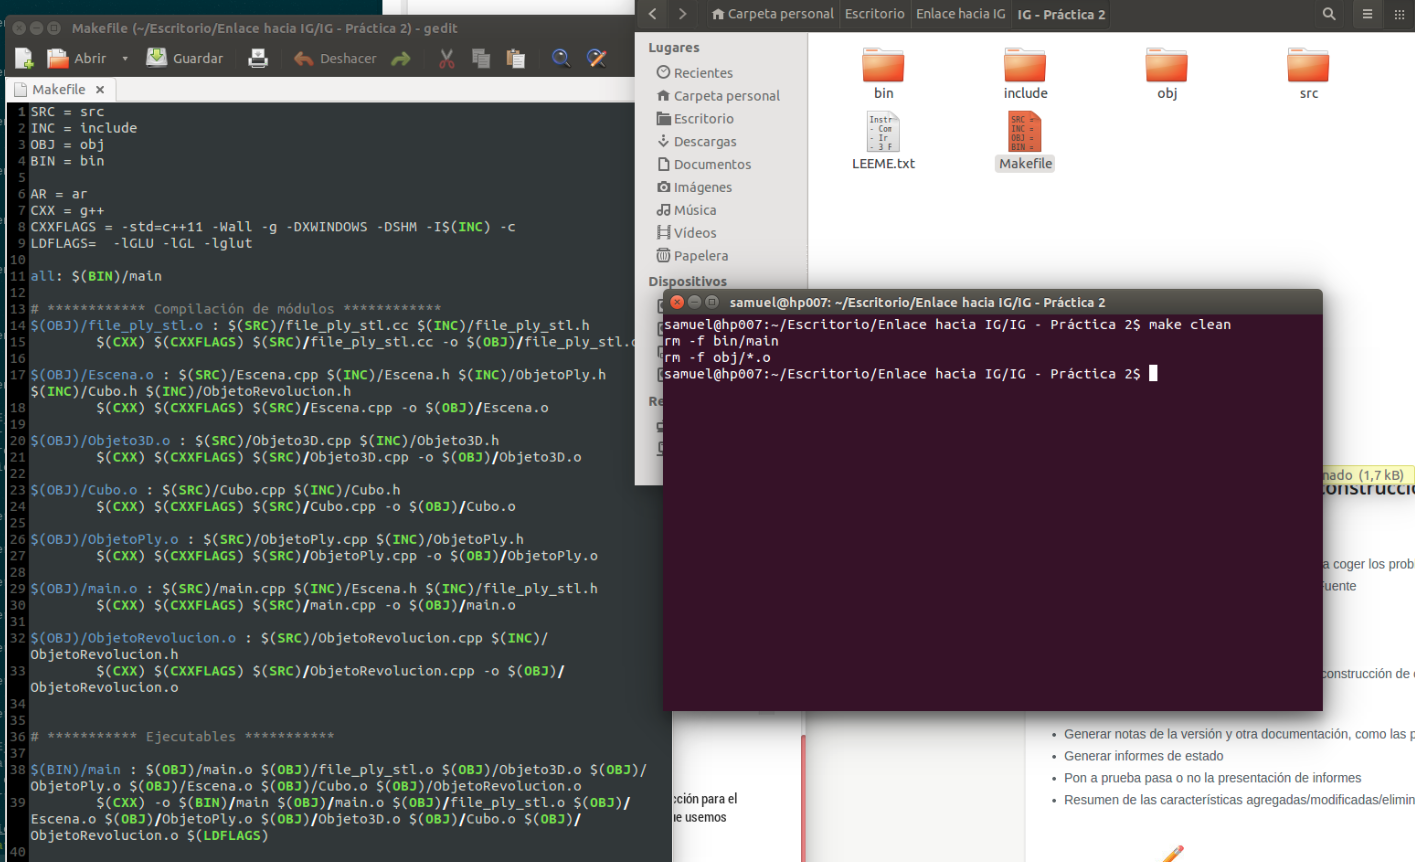 Makefile (~/Escritorio/Enlace hacia IG/IG - Práctica 2) - gedit
Abrir Guardar Deshacer
Makefile
1 SRC = src
2 INC = include
3 OBJ = obj
4 BIN = bin
5
6 AR = ar
7 CXX = g++
8 CXXFLAGS = -std=c++11 -Wall -g -DXWINDOWS -DSHM -I$(INC) -c
9 LDFLAGS=  -lGLU -lGL -lglut
10
11 all: $(BIN)/main
12
13 # ************ Compilación de módulos ************
14 $(OBJ)/file_ply_stl.o : $(SRC)/file_ply_stl.cc $(INC)/file_ply_stl.h
15 $(CXX) $(CXXFLAGS) $(SRC)/file_ply_stl.cc -o $(OBJ)/file_ply_stl.o
16
17 $(OBJ)/Escena.o : $(SRC)/Escena.cpp $(INC)/Escena.h $(INC)/ObjetoPly.h
$(INC)/Cubo.h $(INC)/ObjetoRevolucion.h
18 $(CXX) $(CXXFLAGS) $(SRC)/Escena.cpp -o $(OBJ)/Escena.o
19
20 $(OBJ)/Objeto3D.o : $(SRC)/Objeto3D.cpp $(INC)/Objeto3D.h
21 $(CXX) $(CXXFLAGS) $(SRC)/Objeto3D.cpp -o $(OBJ)/Objeto3D.o
22
23 $(OBJ)/Cubo.o : $(SRC)/Cubo.cpp $(INC)/Cubo.h
24 $(CXX) $(CXXFLAGS) $(SRC)/Cubo.cpp -o $(OBJ)/Cubo.o
25
26 $(OBJ)/ObjetoPly.o : $(SRC)/ObjetoPly.cpp $(INC)/ObjetoPly.h
27 $(CXX) $(CXXFLAGS) $(SRC)/ObjetoPly.cpp -o $(OBJ)/ObjetoPly.o
28
29 $(OBJ)/main.o : $(SRC)/main.cpp $(INC)/Escena.h $(INC)/file_ply_stl.h
30 $(CXX) $(CXXFLAGS) $(SRC)/main.cpp -o $(OBJ)/main.o
31
32 $(OBJ)/ObjetoRevolucion.o : $(SRC)/ObjetoRevolucion.cpp $(INC)/
ObjetoRevolucion.h
33 $(CXX) $(CXXFLAGS) $(SRC)/ObjetoRevolucion.cpp -o $(OBJ)/
ObjetoRevolucion.o
34
35
36 # *********** Ejecutables ***********
37
38 $(BIN)/main : $(OBJ)/main.o $(OBJ)/file_ply_stl.o $(OBJ)/Objeto3D.o $(OBJ)/
ObjetoPly.o $(OBJ)/Escena.o $(OBJ)/Cubo.o $(OBJ)/ObjetoRevolucion.o
39 $(CXX) -o $(BIN)/main $(OBJ)/main.o $(OBJ)/file_ply_stl.o $(OBJ)/
Escena.o $(OBJ)/ObjetoPly.o $(OBJ)/Objeto3D.o $(OBJ)/Cubo.o $(OBJ)/
ObjetoRevolucion.o $(LDFLAGS)
40
Carpeta personal Escritorio Enlace hacia IG IG - Práctica 2
Lugares
Recientes
Carpeta personal
Escritorio
Descargas
Documentos
Imágenes
Música
Vídeos
Papelera
Dispositivos
Re
bin include obj src
Instr
- Com
- Ir
- 3 F
SRC =
INC =
OBJ =
BIN =
LEEME.txt Makefile
samuel@hp007: ~/Escritorio/Enlace hacia IG/IG - Práctica 2
samuel@hp007:~/Escritorio/Enlace hacia IG/IG - Práctica 2$ make clean
rm -f bin/main
rm -f obj/*.o
samuel@hp007:~/Escritorio/Enlace hacia IG/IG - Práctica 2$
nado (1,7 kB)
construcció
a coger los prob
Fuente
construcción de
• Generar notas de la versión y otra documentación, como las p
• Generar informes de estado
• Pon a prueba pasa o no la presentación de informes
• Resumen de las características agregadas/modificadas/elimin
cción para el
ue usemos